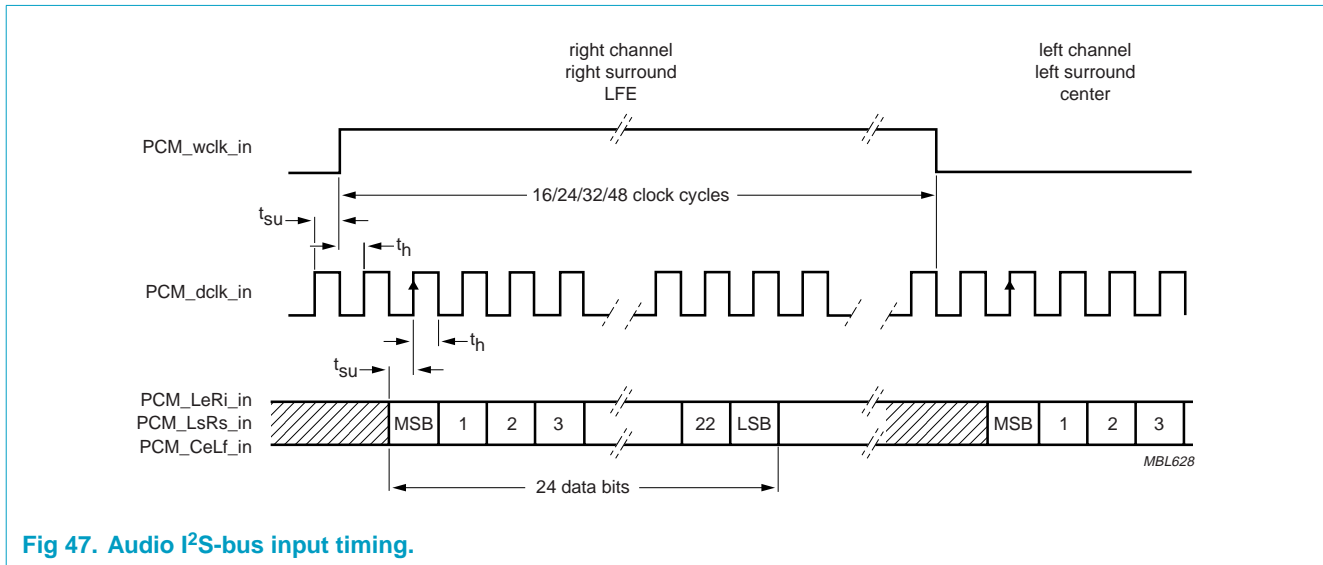 right channel
right surround
LFE
left channel
left surround
center
PCM_wclk_in
16/24/32/48 clock cycles
tsu
th
PCM_dclk_in
th
tsu
PCM_LeRi_in
PCM_LsRs_in
PCM_CeLf_in
MSB 1 2 3 22 LSB MSB 1 2 3
MBL628
24 data bits
Fig 47. Audio I²S-bus input timing.